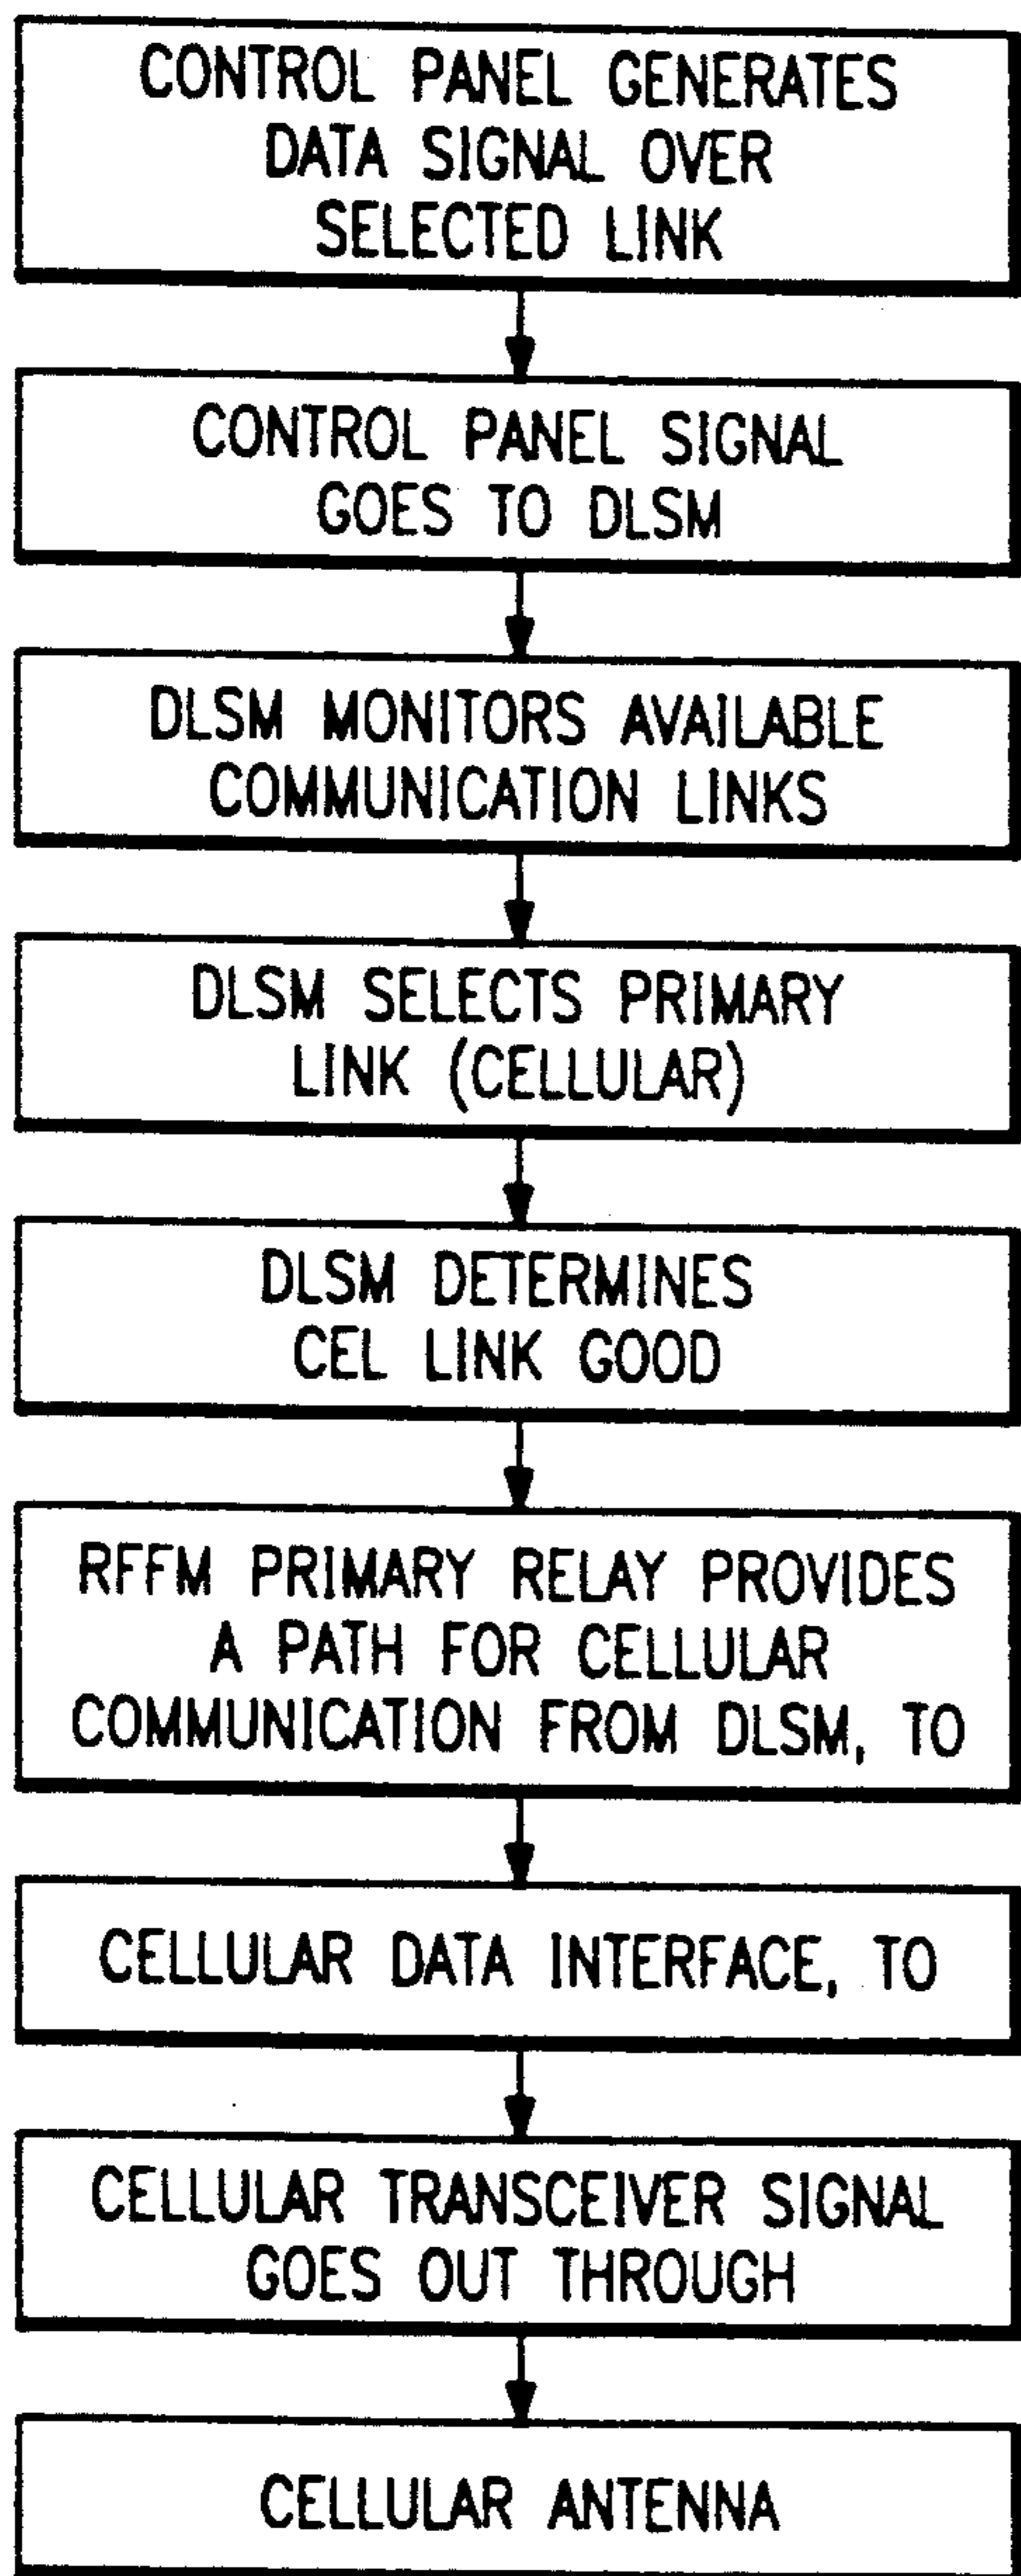 CONTROL PANEL GENERATES
DATA SIGNAL OVER
SELECTED LINK
CONTROL PANEL SIGNAL
GOES TO DLSM
DLSM MONITORS AVAILABLE
COMMUNICATION LINKS
DLSM SELECTS PRIMARY
LINK (CELLULAR)
DLSM DETERMINES
CEL LINK GOOD
RFFM PRIMARY RELAY PROVIDES
A PATH FOR CELLULAR
COMMUNICATION FROM DLSM, TO
CELLULAR DATA INTERFACE, TO
CELLULAR TRANSCEIVER SIGNAL
GOES OUT THROUGH
CELLULAR ANTENNA